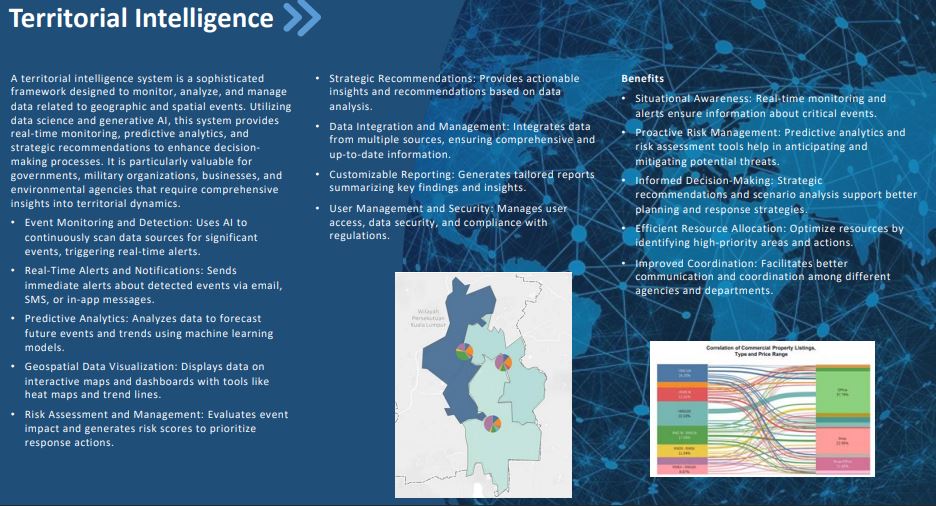 Territorial Intelligence
A territorial intelligence system is a sophisticated
framework designed to monitor, analyze, and manage
data related to geographic and spatial events. Utilizing
data science and generative AI, this system provides
real-time monitoring, predictive analytics, and
strategic recommendations to enhance decision-
making processes. It is particularly valuable for
governments, military organizations, businesses, and
environmental agencies that require comprehensive
insights into territorial dynamics.
• Event Monitoring and Detection: Uses AI to
continuously scan data sources for significant
events, triggering real-time alerts.
• Real-Time Alerts and Notifications: Sends
immediate alerts about detected events via email,
SMS, or in-app messages.
• Predictive Analytics: Analyzes data to forecast
future events and trends using machine learning
models.
• Geospatial Data Visualization: Displays data on
interactive maps and dashboards with tools like
heat maps and trend lines.
• Risk Assessment and Management: Evaluates event
impact and generates risk scores to prioritize
response actions.
• Strategic Recommendations: Provides actionable
insights and recommendations based on data
analysis.
• Data Integration and Management: Integrates data
from multiple sources, ensuring comprehensive and
up-to-date information.
• Customizable Reporting: Generates tailored reports
summarizing key findings and insights.
• User Management and Security: Manages user
access, data security, and compliance with
regulations.
Wilayah
Persekutuan
Kuala Lumpur
Benefits
• Situational Awareness: Real-time monitoring and
alerts ensure information about critical events.
• Proactive Risk Management: Predictive analytics and
risk assessment tools help in anticipating and
mitigating potential threats.
• Informed Decision-Making: Strategic
recommendations and scenario analysis support better
planning and response strategies.
• Efficient Resource Allocation: Optimize resources by
identifying high-priority areas and actions.
• Improved Coordination: Facilitates better
communication and coordination among different
agencies and departments.
Correlation of Commercial Property Listings,
Type and Price Range
Office
Shop